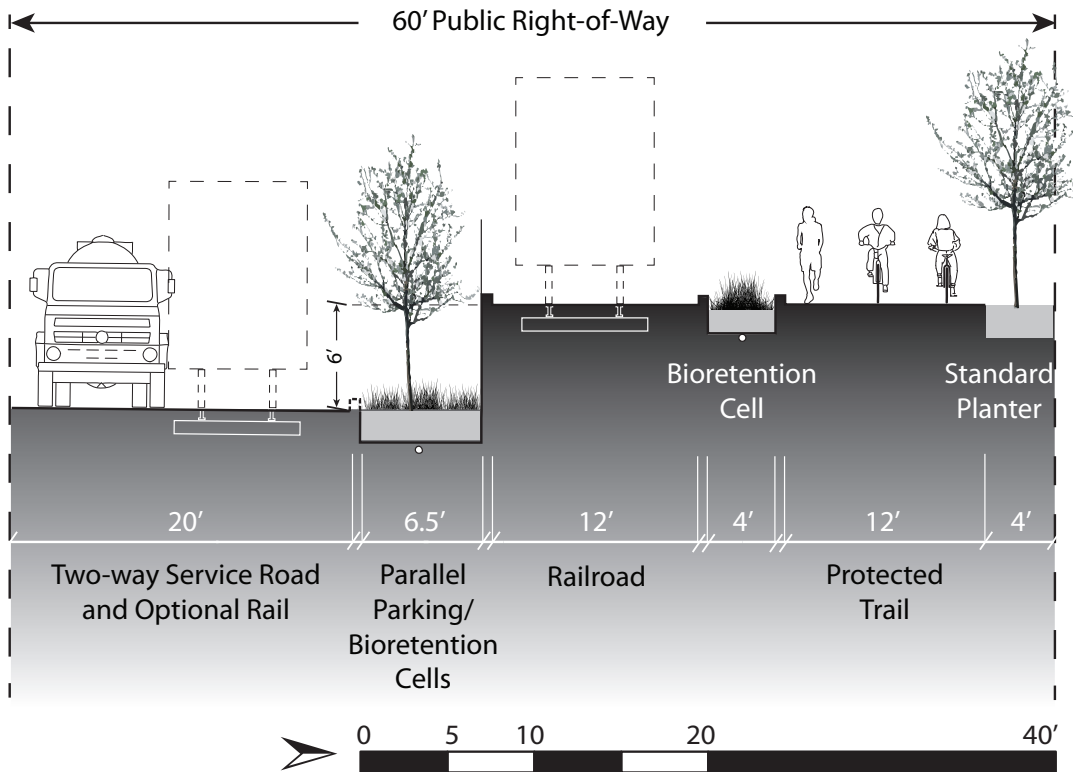 60’ Public Right-of-Way
6’
Bioretention
Cell
Standard
Planter
20’
6.5’
12’
4’
12’
4’
Two-way Service Road
and Optional Rail
Parallel
Parking/
Bioretention
Cells
Railroad
Protected
Trail
0 5 10 20 40’